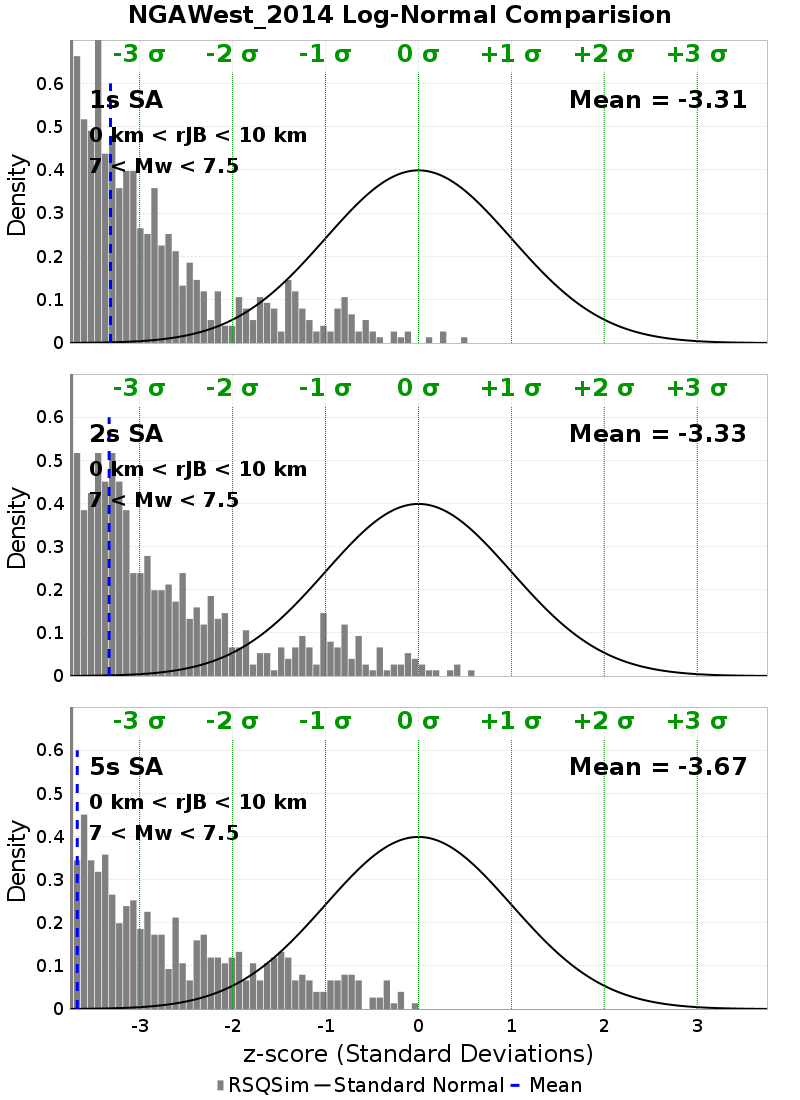 NGAWest_2014 Log-Normal Comparision
-3 σ -2 σ -1 σ 0 σ +1 σ +2 σ +3 σ
1s SA
Mean = -3.31
0 km < rJB < 10 km
7 < Mw < 7.5
Density
0.6
0.5
0.4
0.3
0.2
0.1
0
-3 σ -2 σ -1 σ 0 σ +1 σ +2 σ +3 σ
2s SA
Mean = -3.33
0 km < rJB < 10 km
7 < Mw < 7.5
Density
0.6
0.5
0.4
0.3
0.2
0.1
0
-3 σ -2 σ -1 σ 0 σ +1 σ +2 σ +3 σ
5s SA
Mean = -3.67
0 km < rJB < 10 km
7 < Mw < 7.5
Density
0.6
0.5
0.4
0.3
0.2
0.1
0
-3 -2 -1 0 1 2 3
z-score (Standard Deviations)
RSQSim Standard Normal Mean